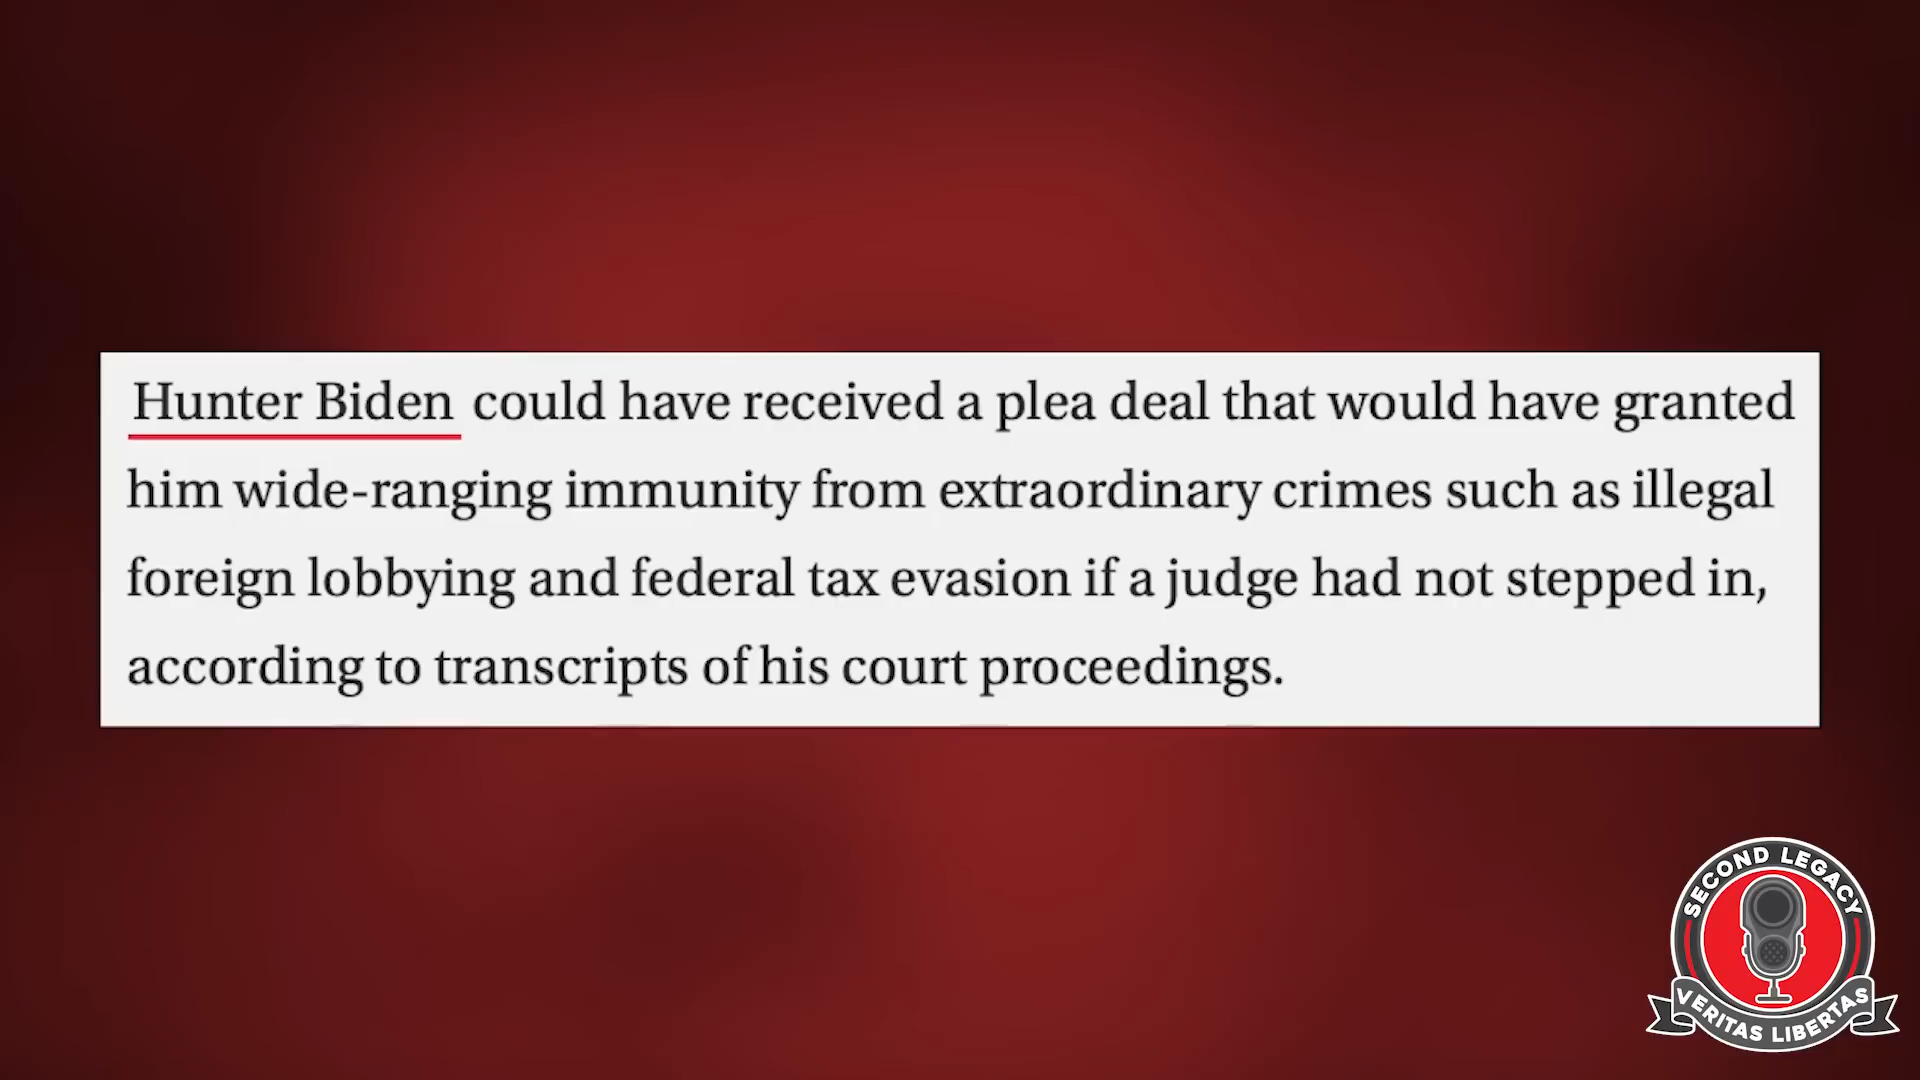 Hunter Biden could have received a plea deal that would have granted
him wide-ranging immunity from extraordinary crimes such as illegal
foreign lobbying and federal tax evasion if a judge had not stepped in,
according to transcripts of his court proceedings.
SECOND LEGACY
VERITAS LIBERTAS